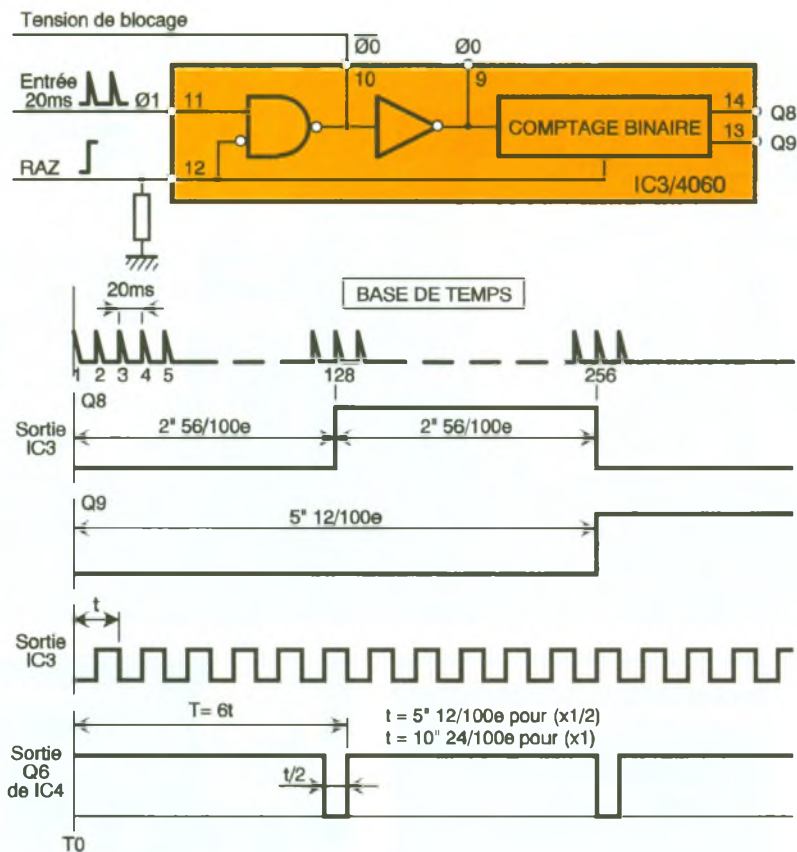 Tension de blocage
Ø0
Ø0
Entrée
20ms
Ø1
11
10
9
14
Q8
COMPTAGE BINAIRE
13
Q9
RAZ
12
IC3/4060
20ms
BASE DE TEMPS
1 2 3 4 5
128
256
Q8
Sortie
IC3
2" 56/100e
2" 56/100e
Q9
5" 12/100e
t
Sortie
IC3
T= 6t
t = 5" 12/100e pour (x1/2)
t = 10" 24/100e pour (x1)
Sortie
Q6
de IC4
t/2
T0